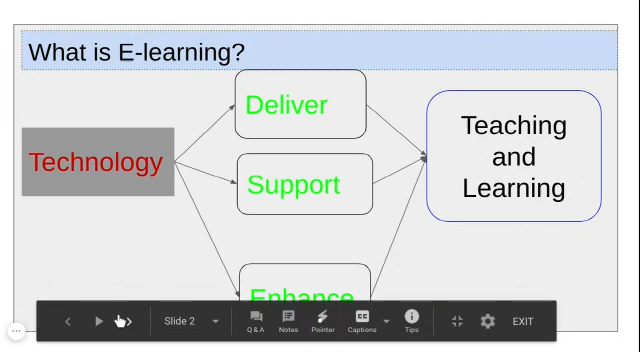 What is E-learning?
Deliver
Technology
Support
Enhance
Teaching
and
Learning
Slide 2
Q & A
Notes
Pointer
Captions
Tips
EXIT